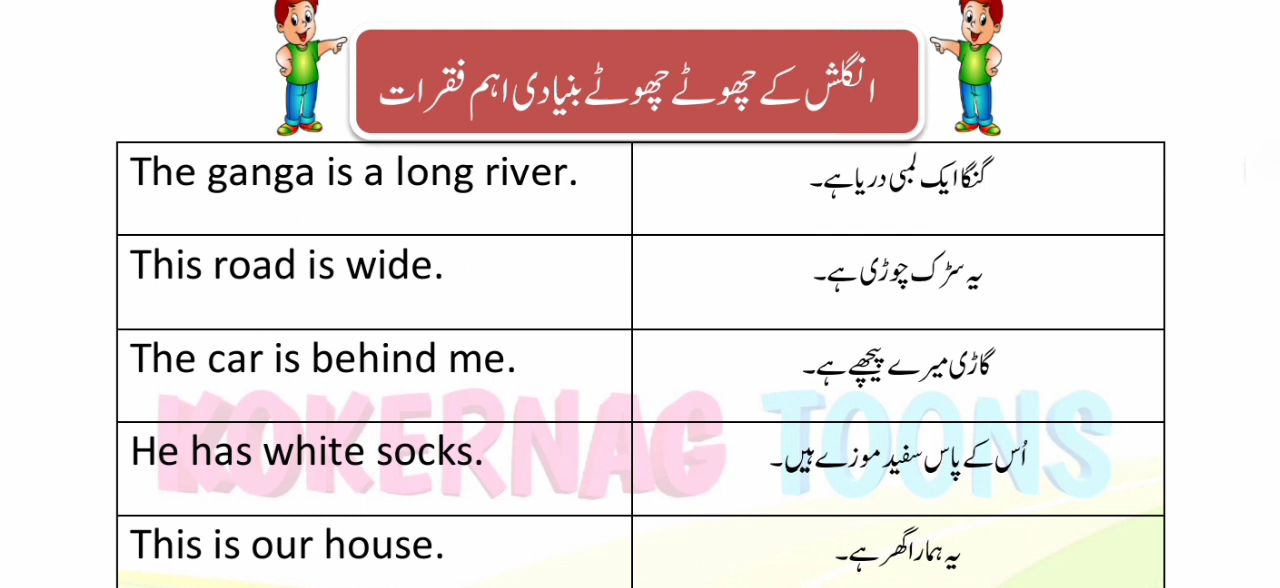 انگلش کے چھوٹے چھوٹے بنیادی اہم فقرات
The ganga is a long river.
گنگا ایک لمبی دریا ہے۔
This road is wide.
یہ سڑک چوڑی ہے۔
The car is behind me.
گاڑی میرے پیچھے ہے۔
He has white socks.
اُس کے پاس سفید موزے ہیں۔
This is our house.
یہ ہمارا گھر ہے۔
KOKERNAG TOONS